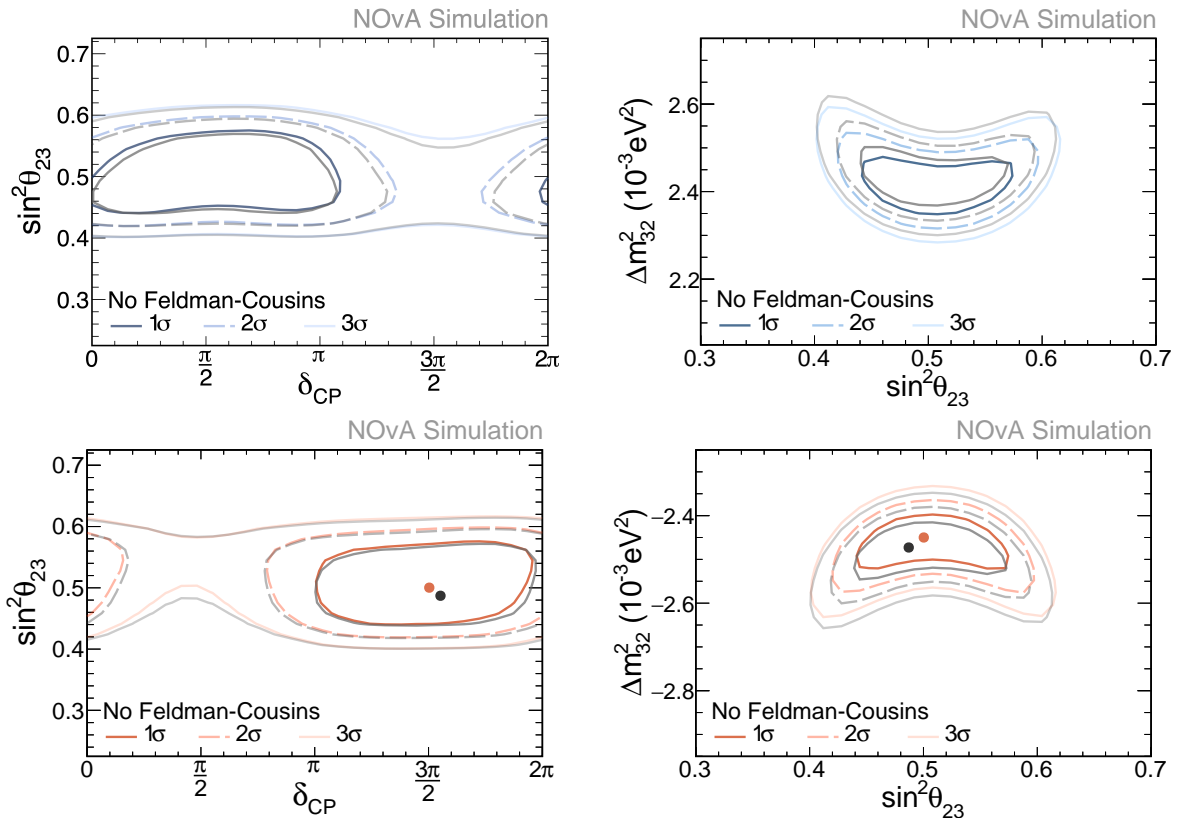 NOvA Simulation
sin²θ₂₃
0.7
0.6
0.5
0.4
0.3
No Feldman-Cousins
1σ 2σ 3σ
0 π/2 π 3π/2 2π
δCP
NOvA Simulation
Δm²₃₂ (10⁻³eV²)
2.6
2.4
2.2
No Feldman-Cousins
1σ 2σ 3σ
0.3 0.4 0.5 0.6 0.7
sin²θ₂₃
NOvA Simulation
sin²θ₂₃
0.7
0.6
0.5
0.4
0.3
No Feldman-Cousins
1σ 2σ 3σ
0 π/2 π 3π/2 2π
δCP
NOvA Simulation
Δm²₃₂ (10⁻³eV²)
−2.4
−2.6
−2.8
No Feldman-Cousins
1σ 2σ 3σ
0.3 0.4 0.5 0.6 0.7
sin²θ₂₃